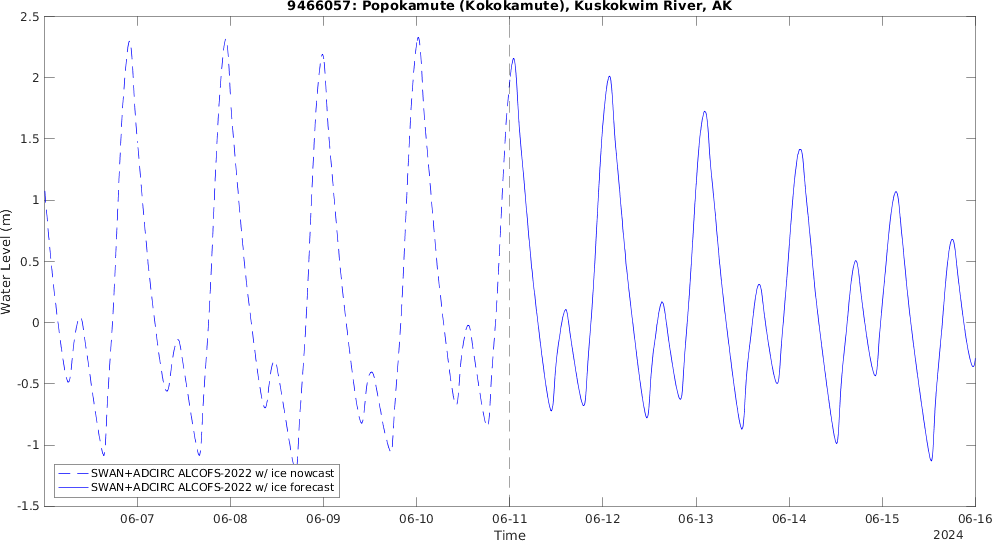 9466057: Popokamute (Kokokamute), Kuskokwim River, AK
2.5
2
1.5
1
0.5
0
-0.5
-1
-1.5
Water Level (m)
SWAN+ADCIRC ALCOFS-2022 w/ ice nowcast
SWAN+ADCIRC ALCOFS-2022 w/ ice forecast
06-07 06-08 06-09 06-10 06-11 06-12 06-13 06-14 06-15 06-16
Time
2024